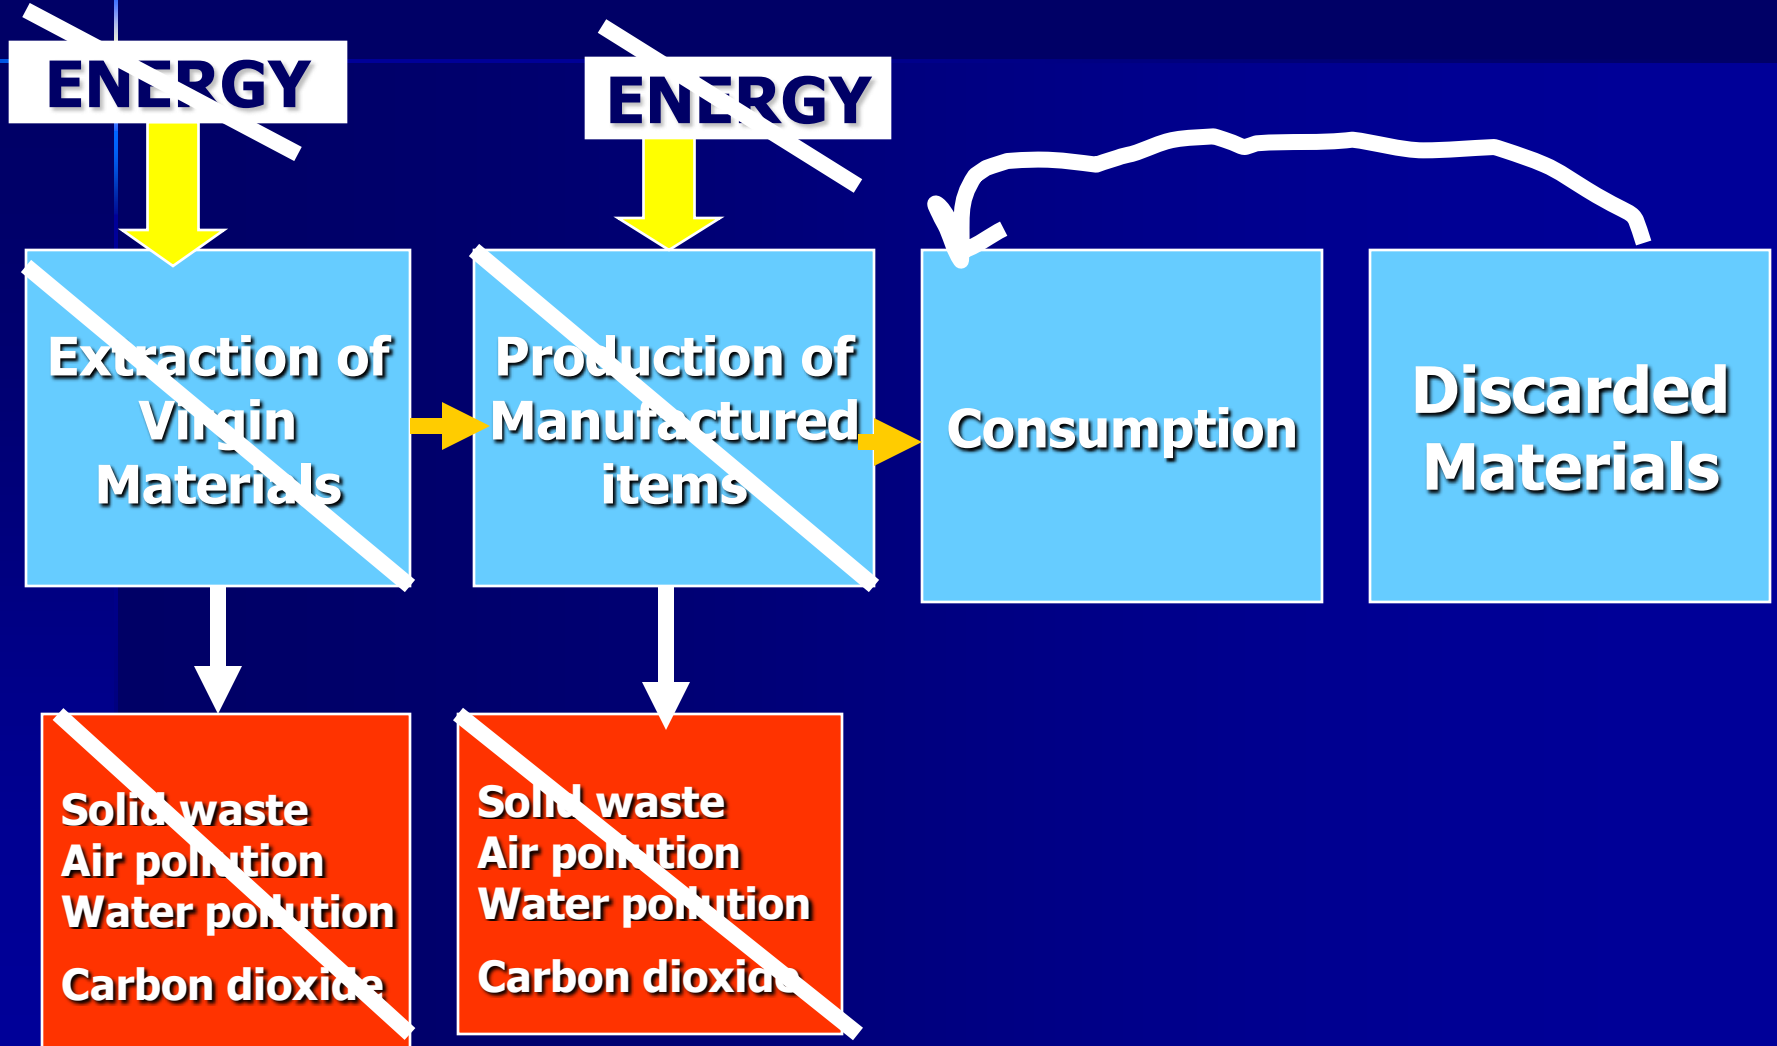 ENERGY
ENERGY
Extraction of
Virgin
Materials
Production of
Manufactured
items
Consumption
Discarded
Materials
Solid waste
Air pollution
Water pollution
Carbon dioxide
Solid waste
Air pollution
Water pollution
Carbon dioxide